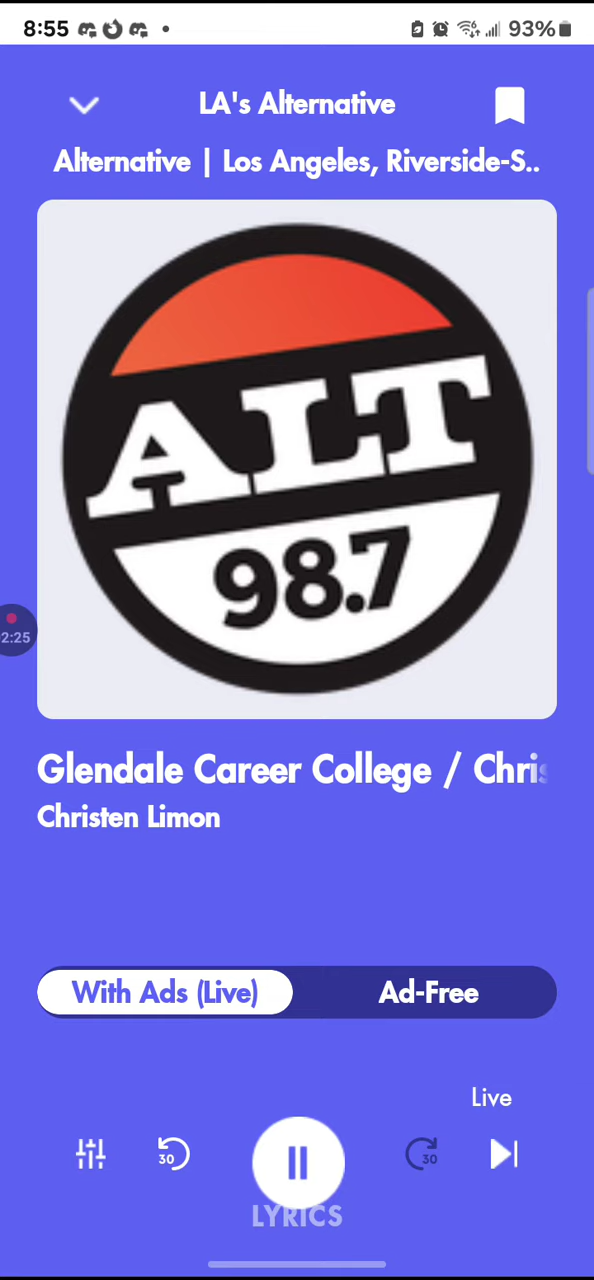 8:55
93%
LA's Alternative
Alternative | Los Angeles, Riverside-S..
ALT
98.7
2:25
Glendale Career College / Chris
Christen Limon
With Ads (Live)
Ad-Free
Live
30
30
LYRICS